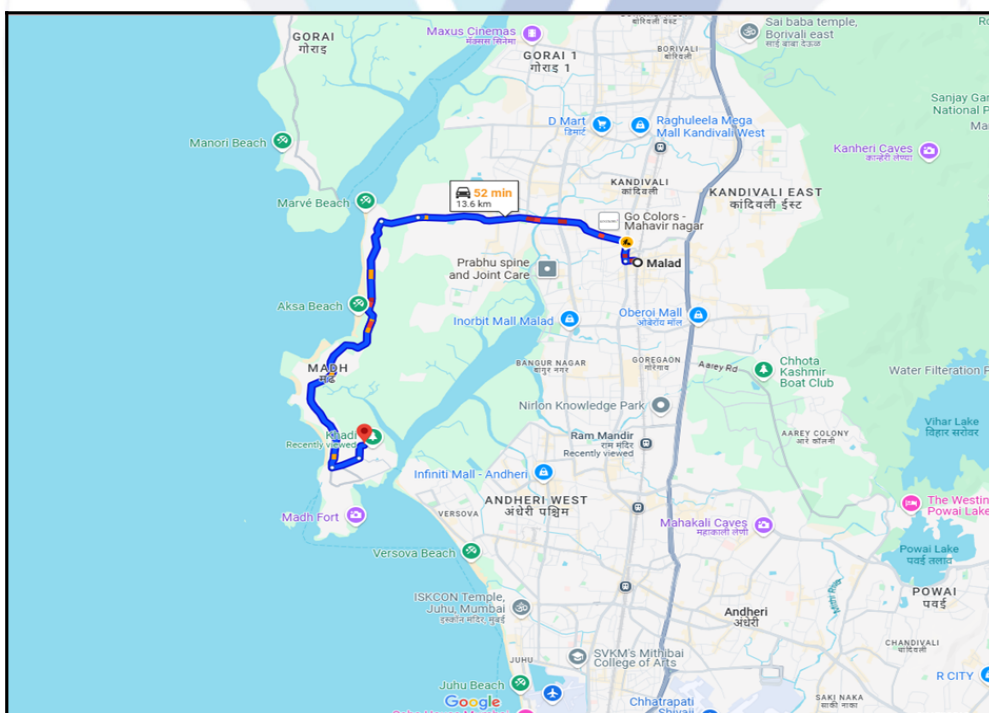 GORAI
गोराइ
Maxus Cinemas
मॅक्सस सिनेमा
GORAI 1
गोराइ 1
BORIVALI
बोरिवली
Sai baba temple,
Borivali east
साई बाबा देऊळ
Sanjay Gan
National P
Manori Beach
D Mart
डिमार्ट
Raghuleela Mega
Mall Kandivali West
Kanheri Caves
कान्हेरी लेण्या
Marvé Beach
52 min
13.6 km
KANDIVALI
कांदिवली
KANDIVALI EAST
कांदिवली ईस्ट
Go Colors -
Mahavir nagar
Malad
Prabhu spine
and Joint Care
Aksa Beach
Inorbit Mall Malad
Oberoi Mall
ओबेरॉय मॉल
MADH
मढ
BANGUR NAGAR
बांगुर नगर
GOREGAON
गोरेगाव
Aarey Rd
Chhota
Kashmir
Boat Club
Water Filteration P
Nirlon Knowledge Park
Vihar Lake
विहार सरोवर
Khadi
Recently viewed
Ram Mandir
राम मंदिर
Recently viewed
AAREY COLONY
आरे कॉलनी
Infiniti Mall - Andheri
ANDHERI WEST
अंधेरी पश्चिम
The Westin
Powai Lake
Madh Fort
VERSOVA
Mahakali Caves
महाकाली लेणी
Versova Beach
Powai Lake
पवई तलाव
ISKCON Temple,
Juhu, Mumbai
इस्कॉन मंदिर, मुंबई
Andheri
अंधेरी
Mithi River
POWAI
पवई
CHANDIVALI
चांदिवली
JUHU
SVKM's Mithibai
College of Arts
R CITY
Juhu Beach
Google
Chhatrapati
Shivaji
SAKI NAKA
साकी नाका